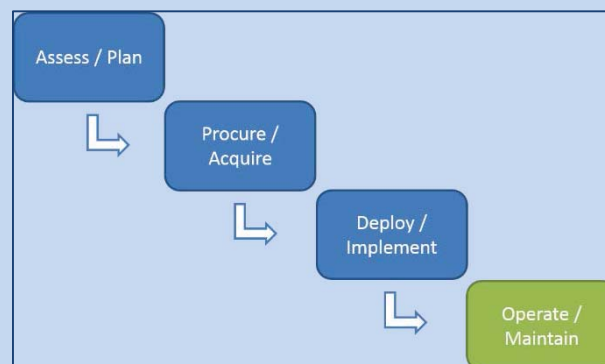 Assess / Plan
Procure /
Acquire
Deploy /
Implement
Operate /
Maintain